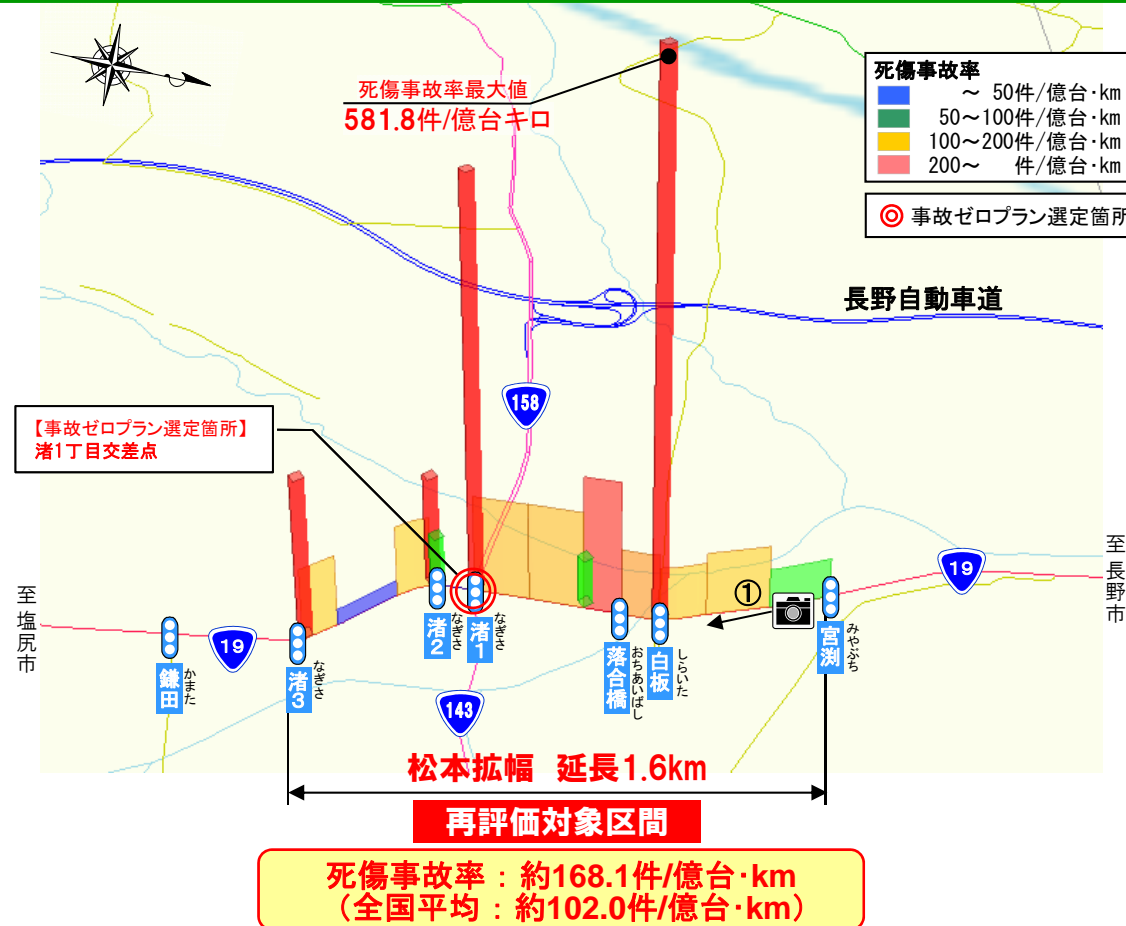 死傷事故率最大値
581.8件/億台キロ
死傷事故率
～ 50件/億台・km
50～100件/億台・km
100～200件/億台・km
200～ 件/億台・km
◎ 事故ゼロプラン選定箇所
長野自動車道
158
【事故ゼロプラン選定箇所】
渚1丁目交差点
至塩尻市
至長野市
19
19
①
鎌田
かまた
渚3
なぎさ
渚2
なぎさ
渚1
なぎさ
落合橋
おちあいばし
白板
しらいた
宮渕
みやぶち
143
松本拡幅 延長1.6km
再評価対象区間
死傷事故率：約168.1件/億台・km
（全国平均：約102.0件/億台・km）